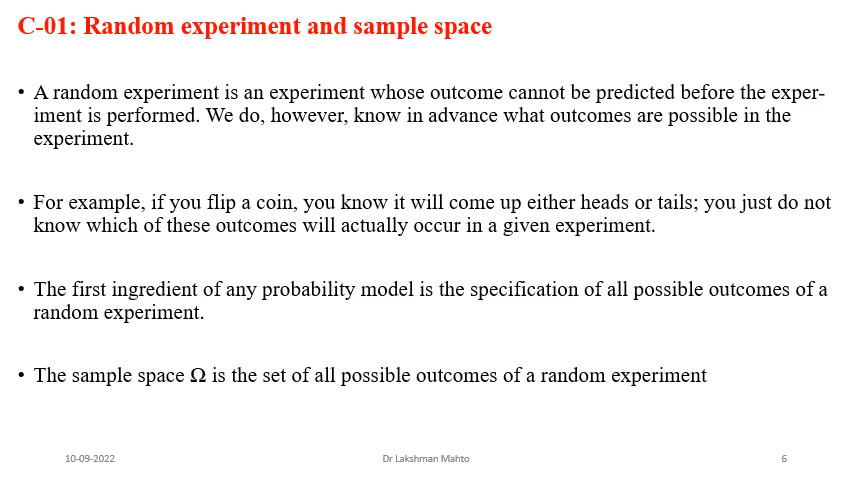 C-01: Random experiment and sample space
• A random experiment is an experiment whose outcome cannot be predicted before the exper-
iment is performed. We do, however, know in advance what outcomes are possible in the
experiment.
• For example, if you flip a coin, you know it will come up either heads or tails; you just do not
know which of these outcomes will actually occur in a given experiment.
• The first ingredient of any probability model is the specification of all possible outcomes of a
random experiment.
• The sample space Ω is the set of all possible outcomes of a random experiment
10-09-2022
Dr Lakshman Mahto
6